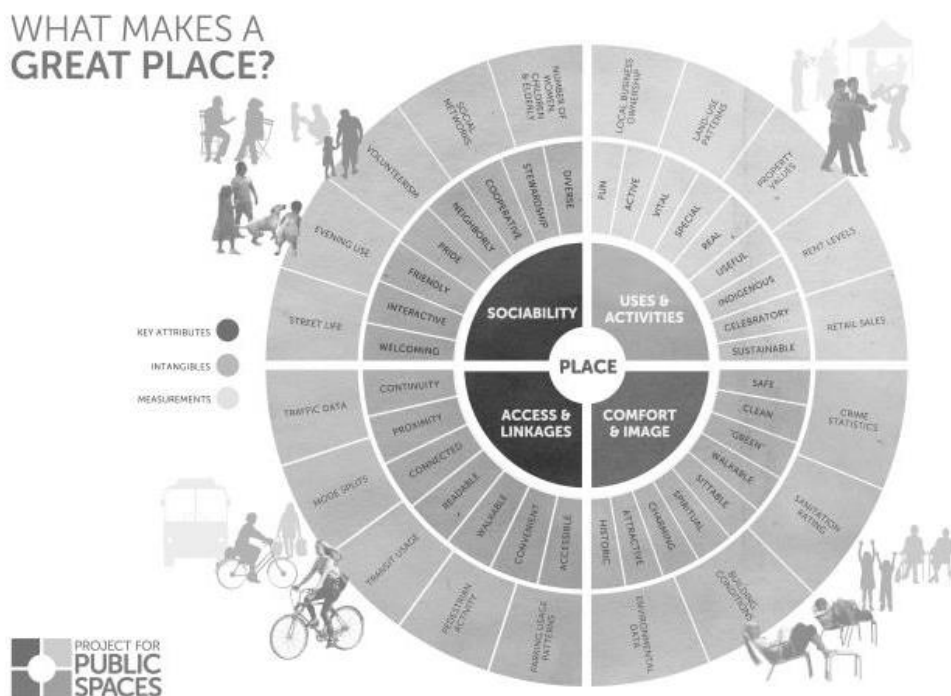 WHAT MAKES A
GREAT PLACE?
KEY ATTRIBUTES
INTANGIBLES
MEASUREMENTS
PLACE
SOCIABILITY
USES &
ACTIVITIES
ACCESS &
LINKAGES
COMFORT
& IMAGE
WELCOMING
INTERACTIVE
FRIENDLY
PRIDE
NEIGHBORLY
COOPERATIVE
STEWARDSHIP
DIVERSE
FUN
ACTIVE
VITAL
SPECIAL
REAL
USEFUL
INDIGENOUS
CELEBRATORY
SUSTAINABLE
SAFE
CLEAN
"GREEN"
WALKABLE
SITTABLE
SPIRITUAL
CHARMING
ATTRACTIVE
HISTORIC
ACCESSIBLE
CONVENIENT
WALKABLE
READABLE
CONNECTED
PROXIMITY
CONTINUITY
STREET LIFE
EVENING USE
VOLUNTEERISM
SOCIAL
NETWORKS
NUMBER OF
WOMEN,
CHILDREN
& ELDERLY
LOCAL BUSINESS
OWNERSHIP
LAND-USE
PATTERNS
PROPERTY
VALUES
RENT LEVELS
RETAIL SALES
CRIME
STATISTICS
SANITATION
RATING
BUILDING
CONDITIONS
ENVIRONMENTAL
DATA
PARKING USAGE
PATTERNS
PEDESTRIAN
ACTIVITY
TRANSIT USAGE
MODE SPLITS
TRAFFIC DATA
PROJECT FOR
PUBLIC
SPACES